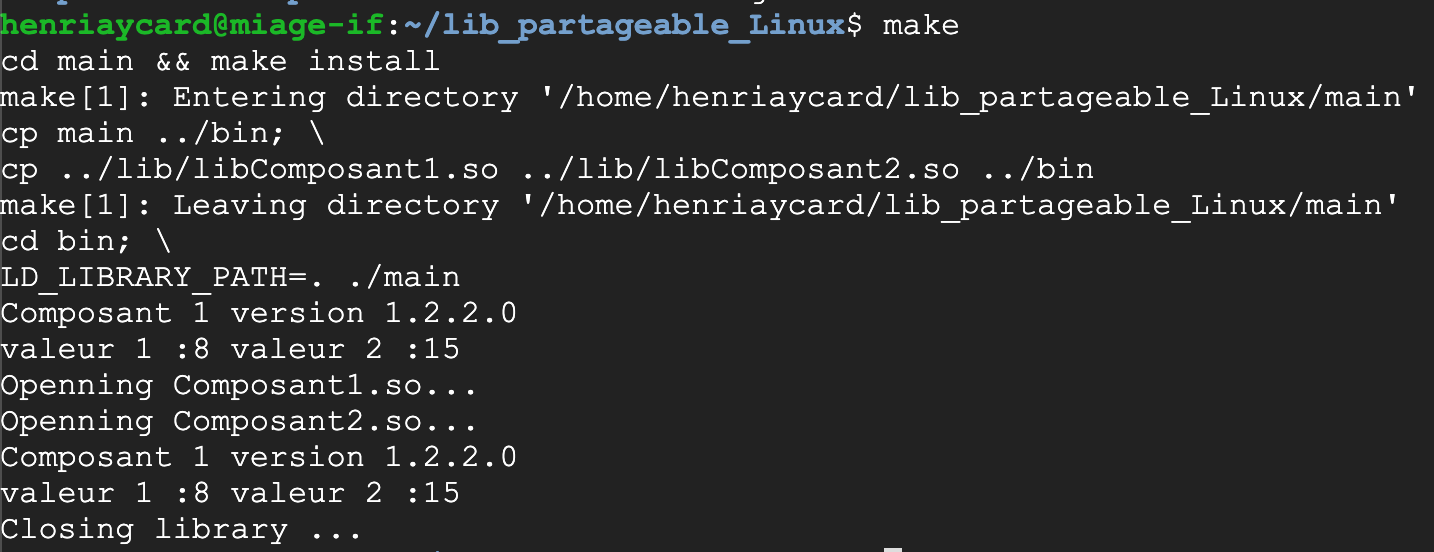 henriaycard@miage-if:~/lib_partageable_Linux$ make
cd main && make install
make[1]: Entering directory '/home/henriaycard/lib_partageable_Linux/main'
cp main ../bin; \
cp ../lib/libComposant1.so ../lib/libComposant2.so ../bin
make[1]: Leaving directory '/home/henriaycard/lib_partageable_Linux/main'
cd bin; \
LD_LIBRARY_PATH=. ./main
Composant 1 version 1.2.2.0
valeur 1 :8 valeur 2 :15
Openning Composant1.so...
Openning Composant2.so...
Composant 1 version 1.2.2.0
valeur 1 :8 valeur 2 :15
Closing library ...